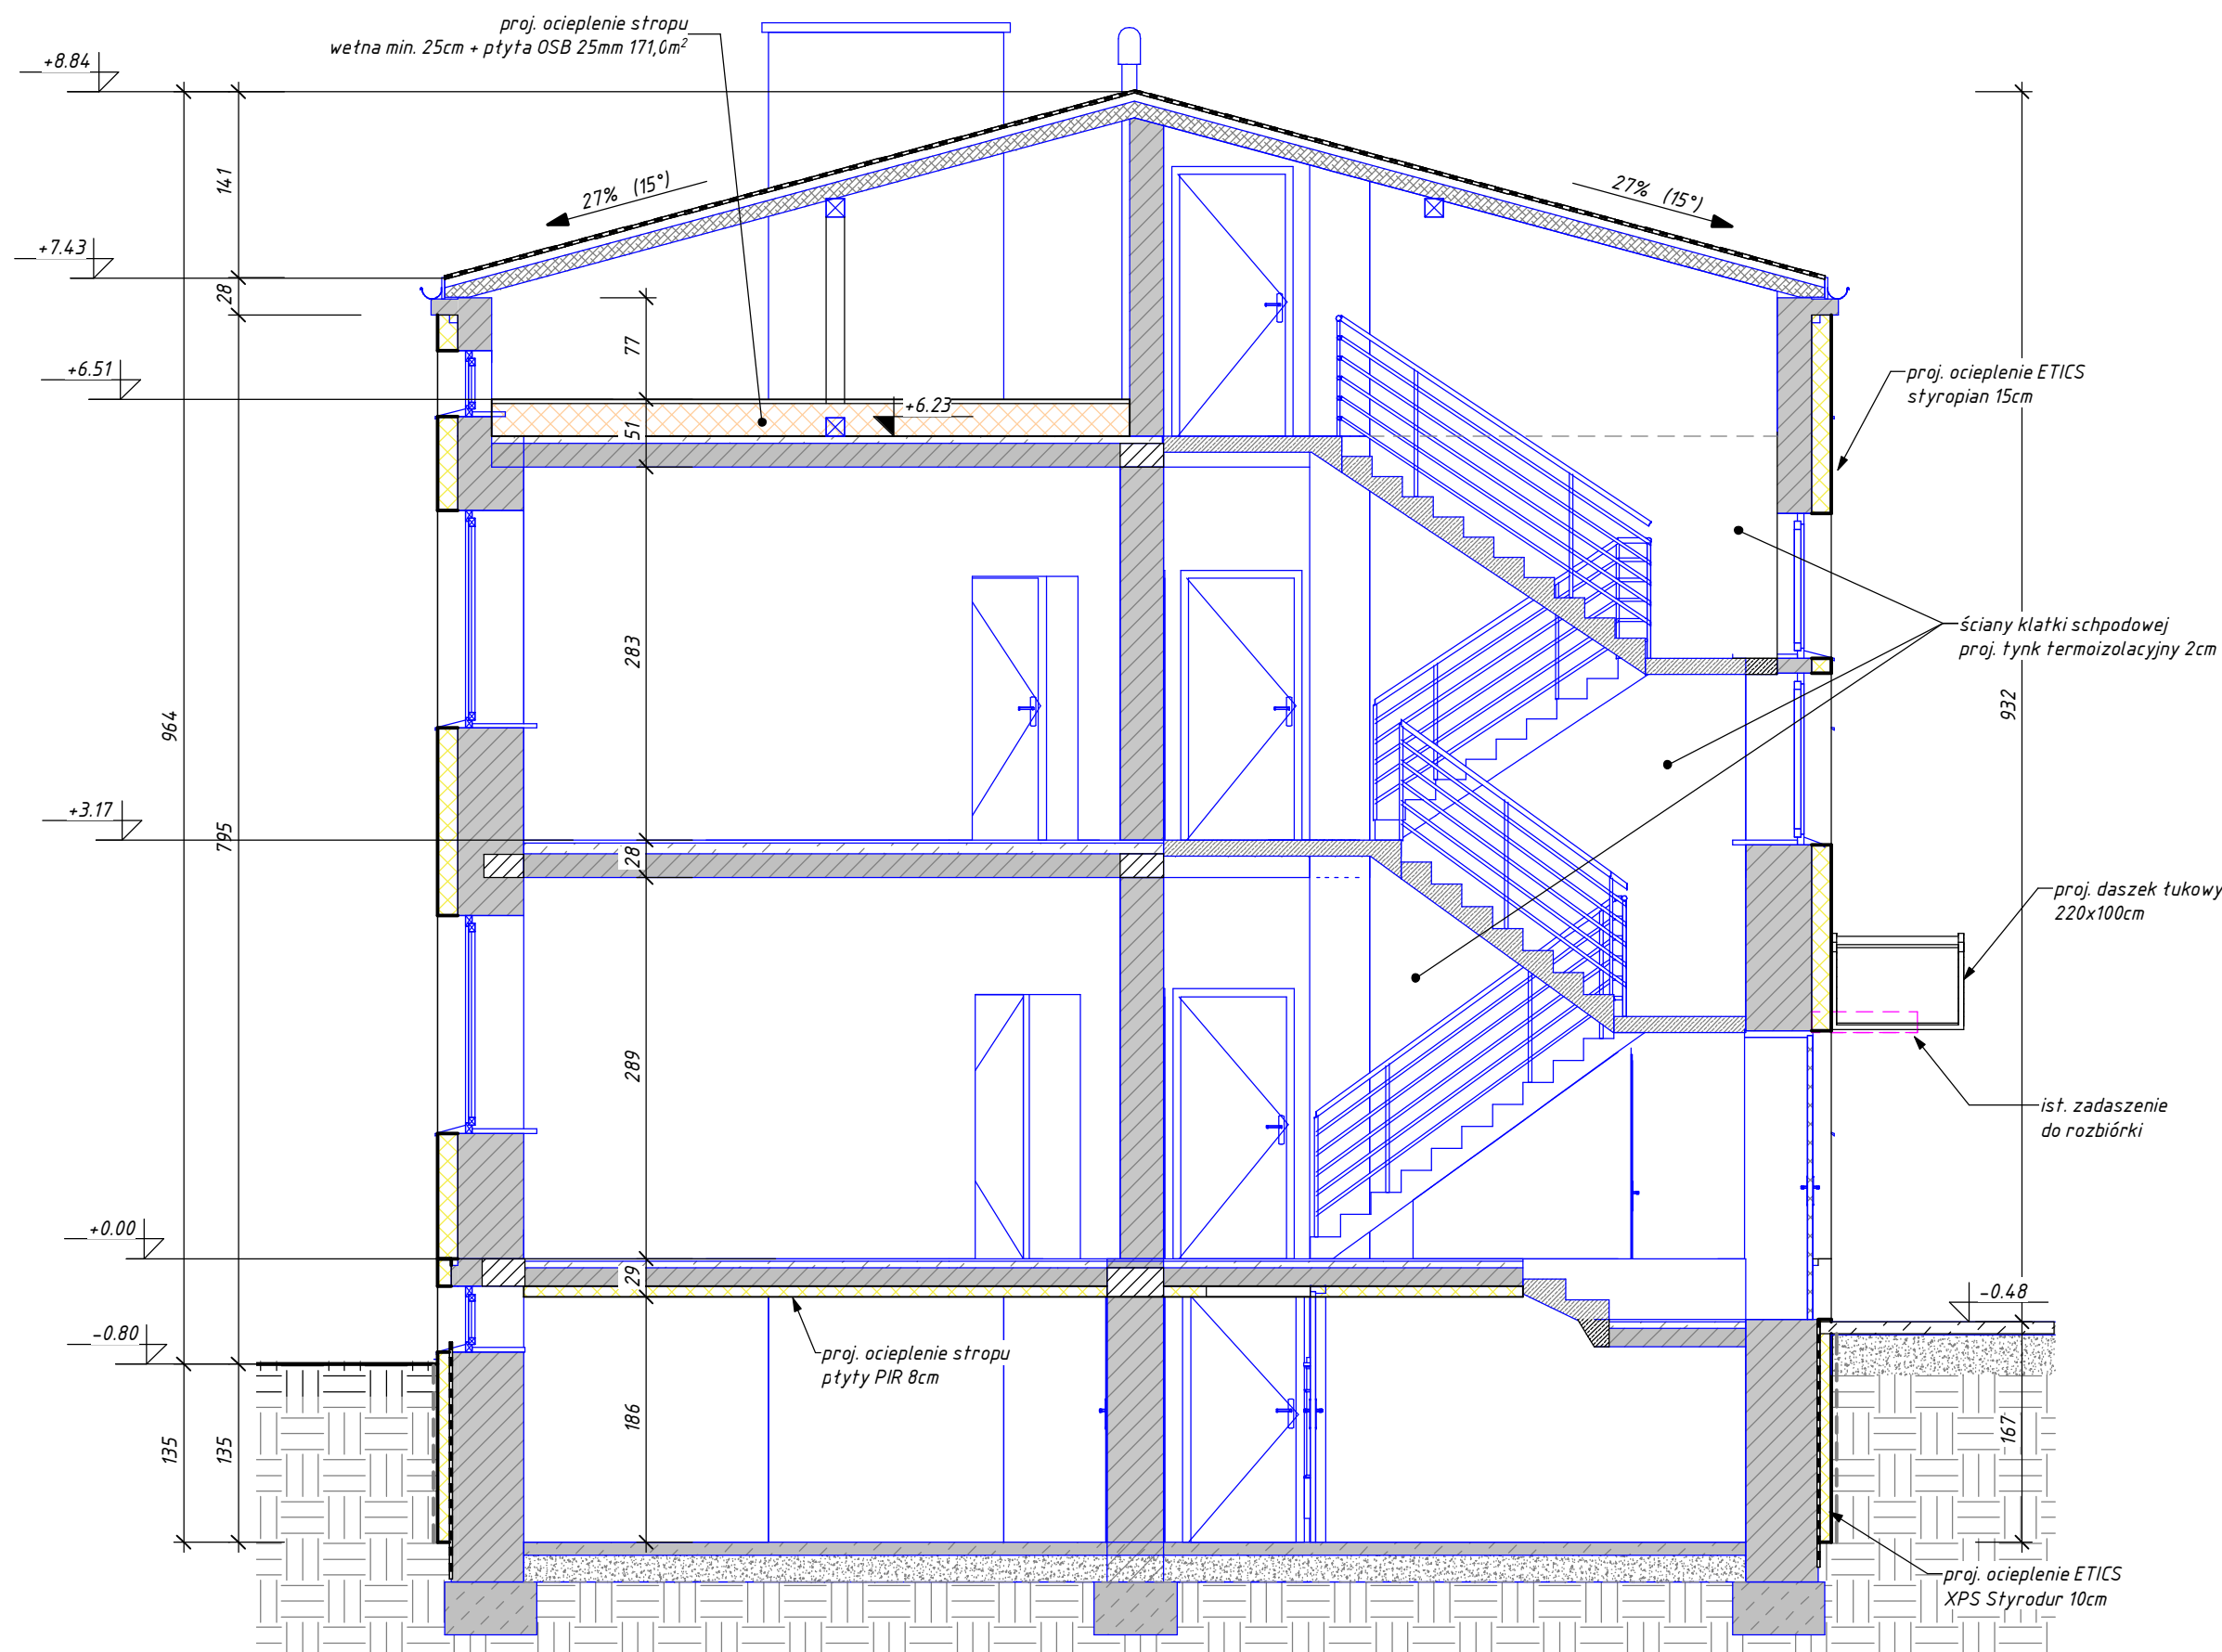 proj. ocieplenie stropu
wełna min. 25cm + płyta OSB 25mm 171,0m²
+8.84
141
27% (15°)
27% (15°)
+7.43
28
77
+6.51
proj. ocieplenie ETICS
styropian 15cm
+6.23
51
ściany klatki schpodowej
proj. tynk termoizolacyjny 2cm
283
964
932
+3.17
795
28
proj. daszek łukowy
220x100cm
289
ist. zadaszenie
do rozbiórki
+0.00
29
-0.48
-0.80
proj. ocieplenie stropu
płyty PIR 8cm
186
135
135
167
proj. ocieplenie ETICS
XPS Styrodur 10cm